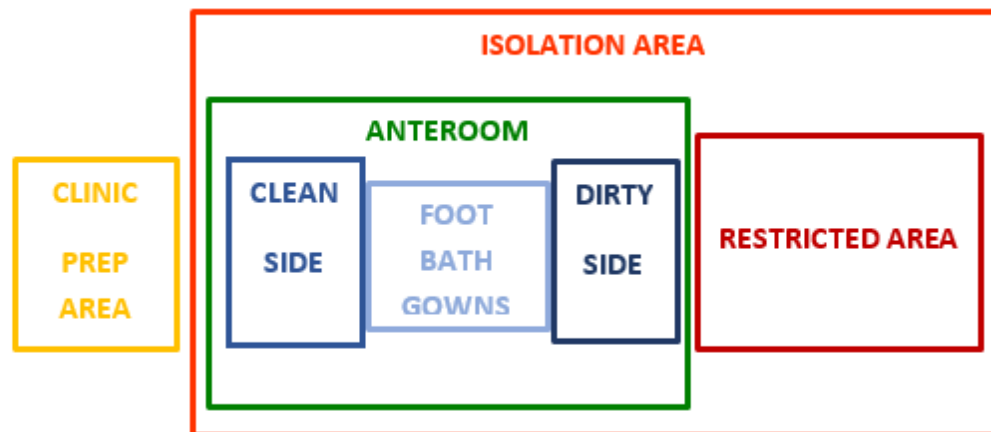 ISOLATION AREA
ANTEROOM
CLINIC
PREP
AREA
CLEAN
SIDE
FOOT
BATH
GOWNS
DIRTY
SIDE
RESTRICTED AREA